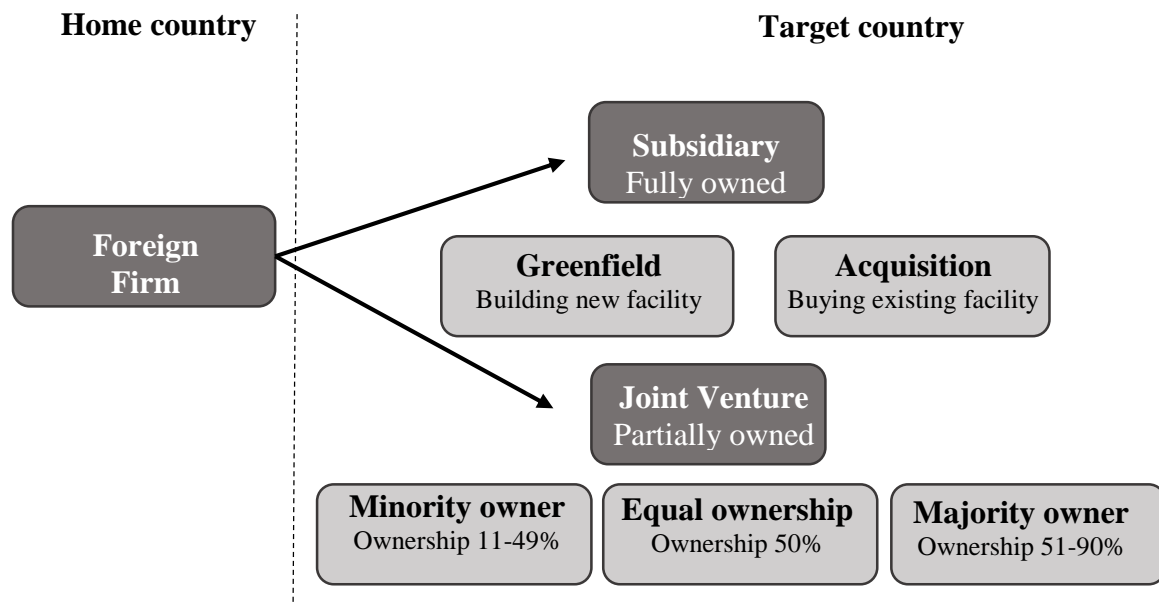 Home country
Target country
Subsidiary
Fully owned
Foreign
Firm
Greenfield
Building new facility
Acquisition
Buying existing facility
Joint Venture
Partially owned
Minority owner
Ownership 11-49%
Equal ownership
Ownership 50%
Majority owner
Ownership 51-90%